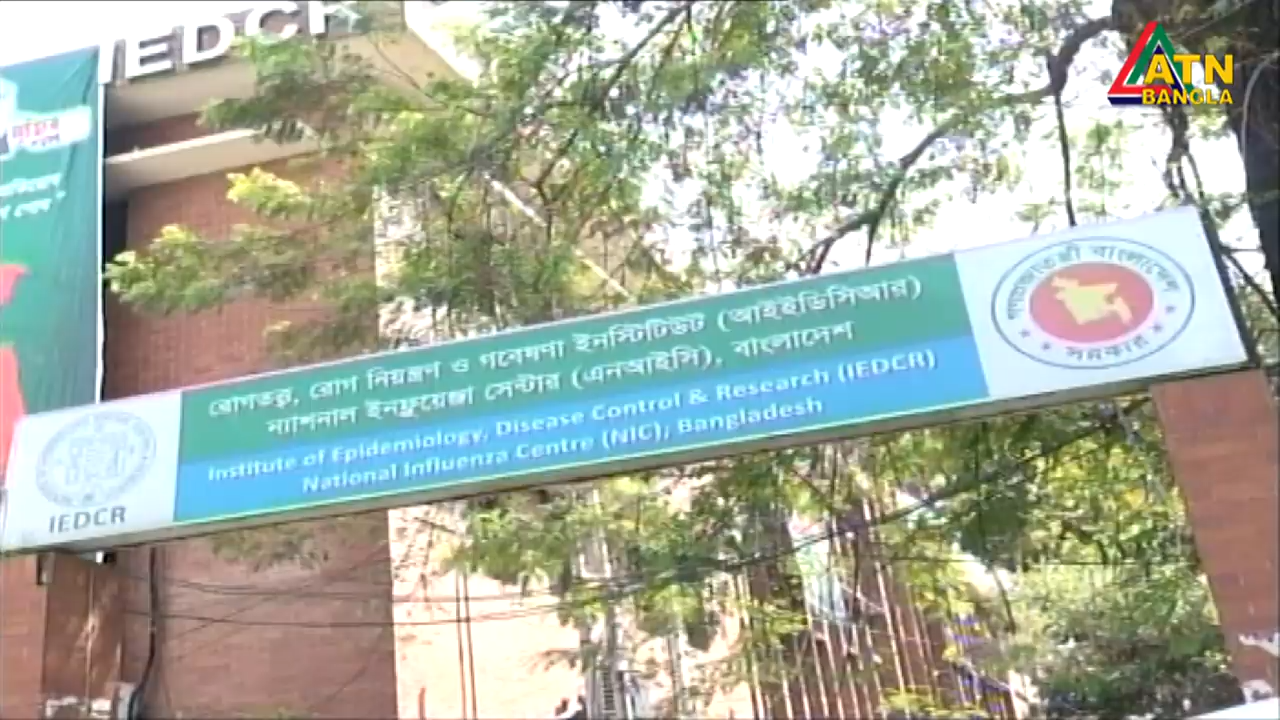 IEDCR
ATN
BANGLA
রোগতত্ত্ব, রোগ নিয়ন্ত্রণ ও গবেষণা ইনস্টিটিউট (আইইডিসিআর)
ন্যাশনাল ইনফ্লুয়েঞ্জা সেন্টার (এনআইসি), বাংলাদেশ
Institute of Epidemiology, Disease Control & Research (IEDCR)
National Influenza Centre (NIC), Bangladesh
IEDCR
গণপ্রজাতন্ত্রী বাংলাদেশ
সরকার